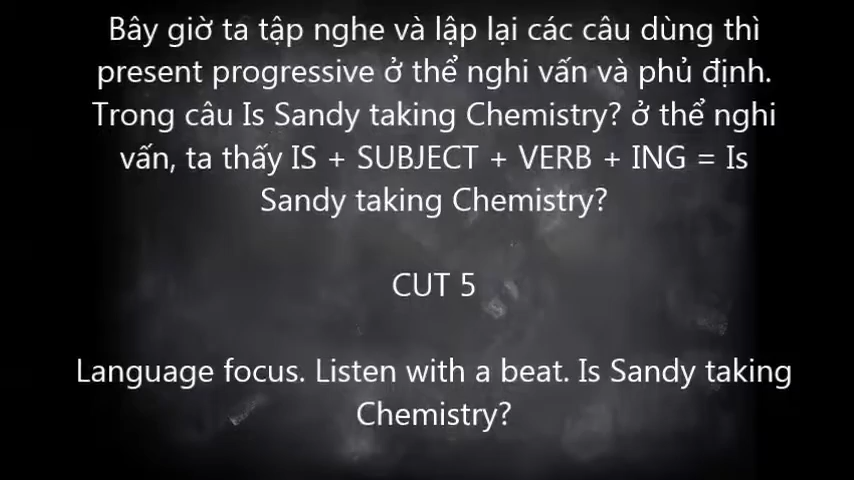 Bây giờ ta tập nghe và lập lại các câu dùng thì
present progressive ở thể nghi vấn và phủ định.
Trong câu Is Sandy taking Chemistry? ở thể nghi
vấn, ta thấy IS + SUBJECT + VERB + ING = Is
Sandy taking Chemistry?
CUT 5
Language focus. Listen with a beat. Is Sandy taking
Chemistry?